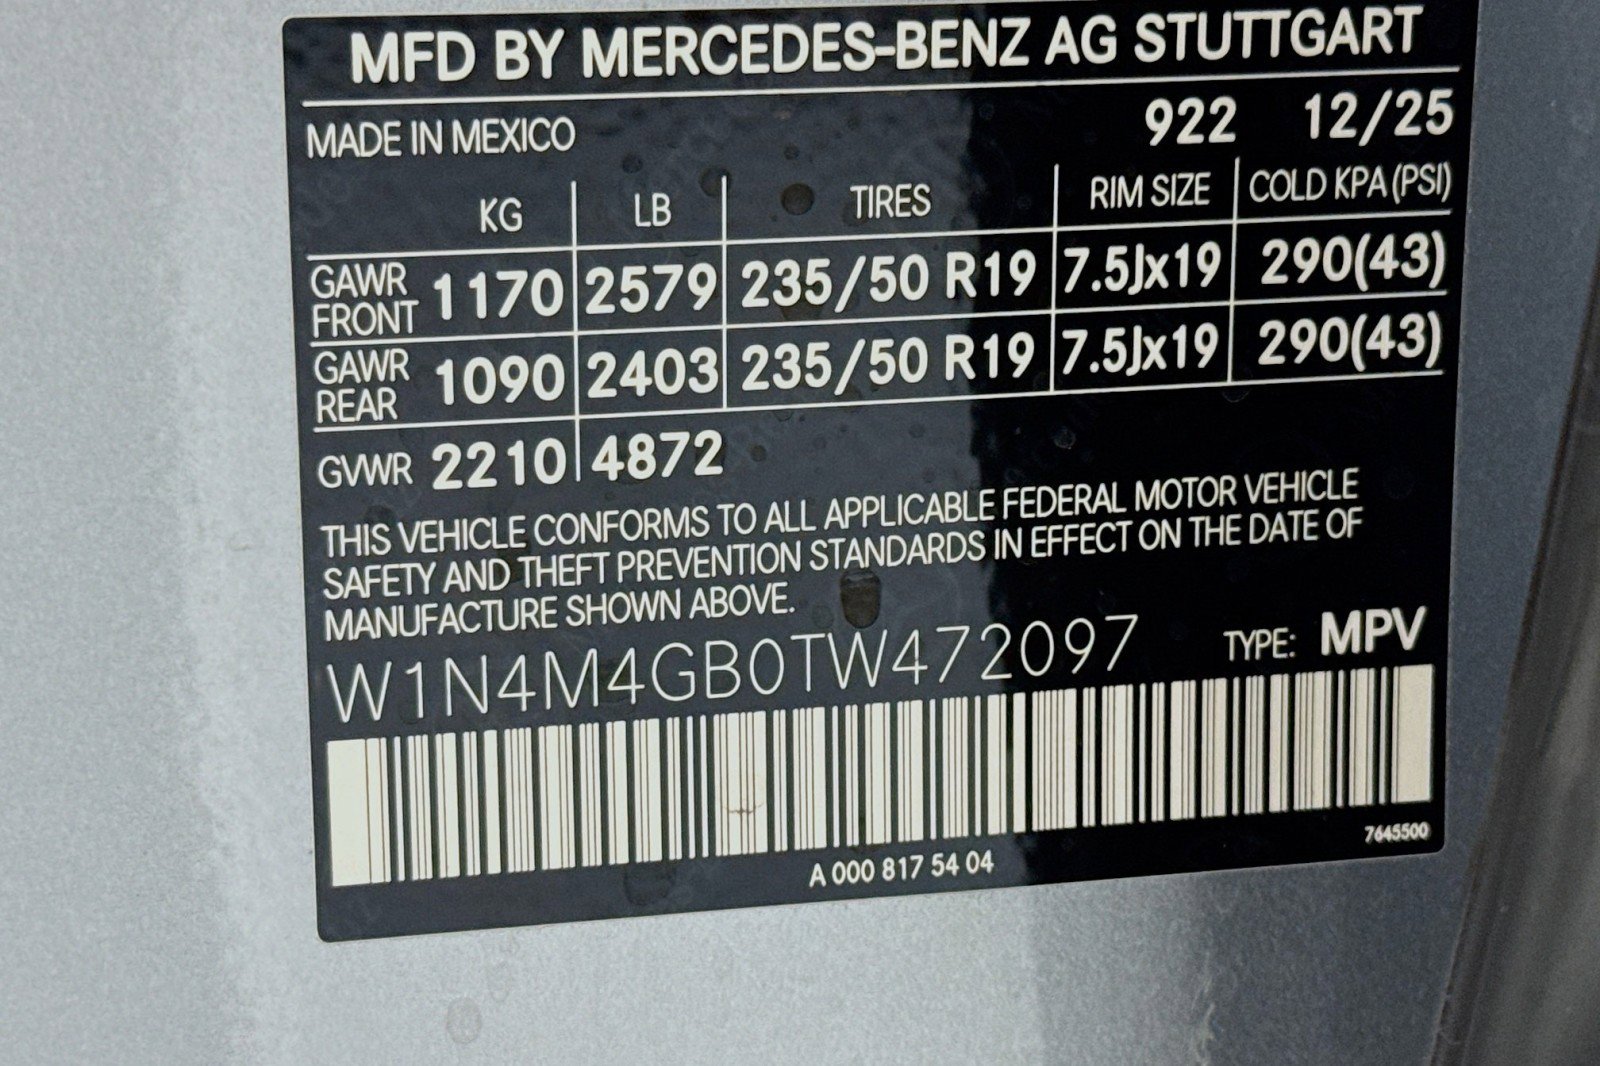 MFD BY MERCEDES-BENZ AG STUTTGART
MADE IN MEXICO 922 12/25
KG LB TIRES RIM SIZE COLD KPA (PSI)
GAWR FRONT 1170 2579 235/50 R19 7.5Jx19 290(43)
GAWR REAR 1090 2403 235/50 R19 7.5Jx19 290(43)
GVWR 2210 4872
THIS VEHICLE CONFORMS TO ALL APPLICABLE FEDERAL MOTOR VEHICLE
SAFETY AND THEFT PREVENTION STANDARDS IN EFFECT ON THE DATE OF
MANUFACTURE SHOWN ABOVE.
W1N4M4GB0TW472097 TYPE: MPV
7645500
A 000 817 54 04